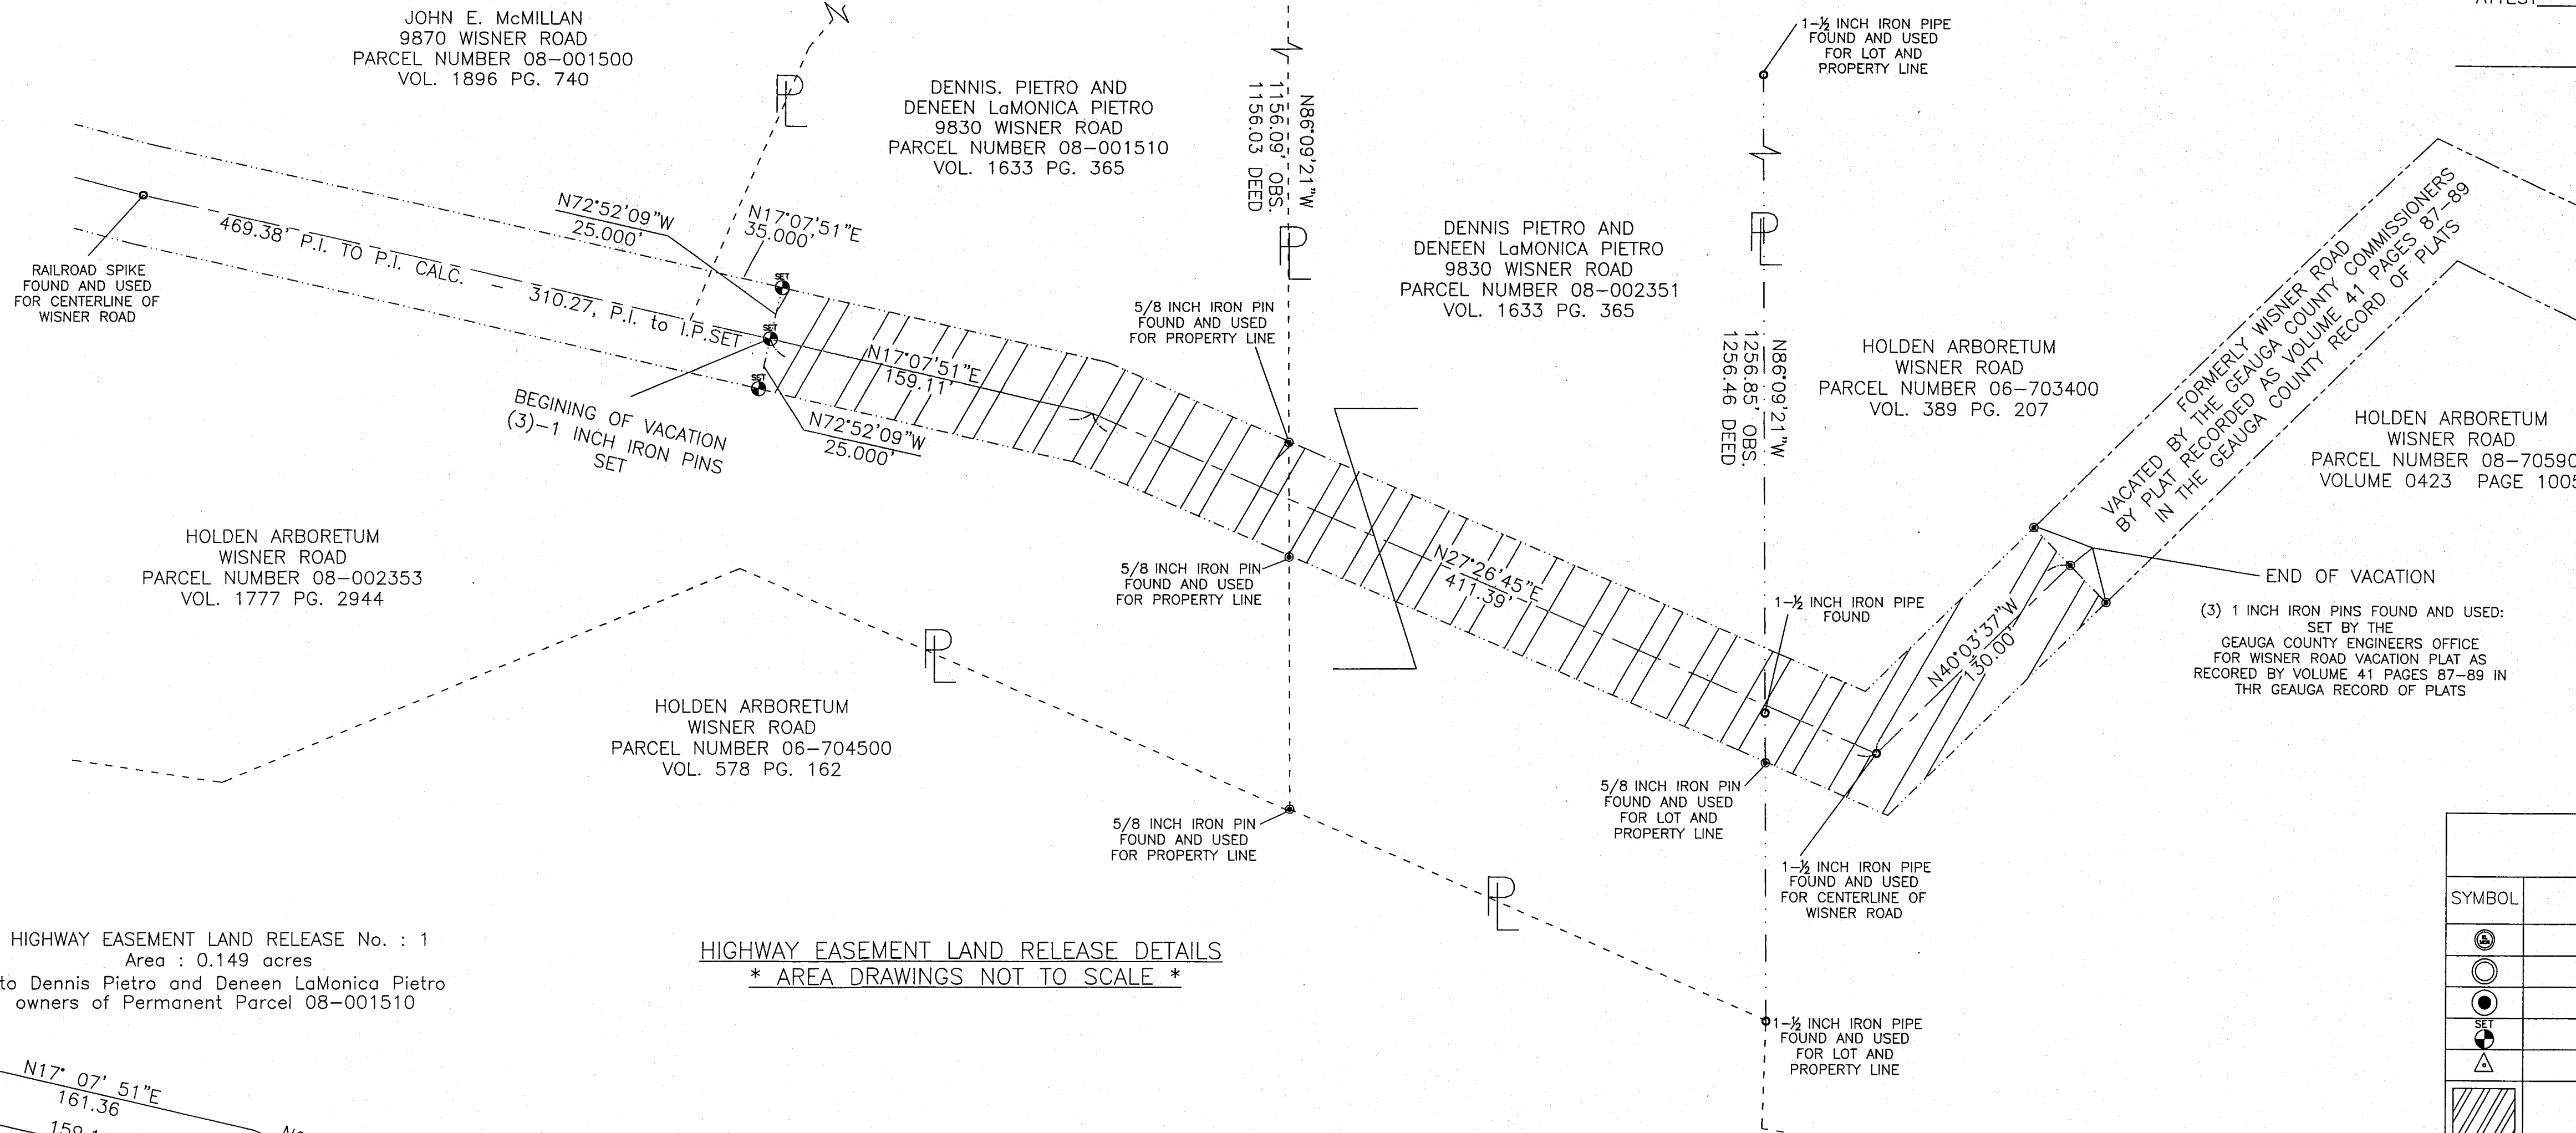 JOHN E. McMILLAN
9870 WISNER ROAD
PARCEL NUMBER 08-001500
VOL. 1896 PG. 740
PL
N
DENNIS. PIETRO AND
DENEEN LaMONICA PIETRO
9830 WISNER ROAD
PARCEL NUMBER 08-001510
VOL. 1633 PG. 365
N86°09'21"W
1156.09' OBS.
1156.03 DEED
PL
1-½ INCH IRON PIPE
FOUND AND USED
FOR LOT AND
PROPERTY LINE
RAILROAD SPIKE
FOUND AND USED
FOR CENTERLINE OF
WISNER ROAD
469.38' P.I. TO P.I. CALC. - 310.27, P.I. to I.P.SET
N72°52'09"W
25.000'
N17°07'51"E
35.000'
SET
SET
SET
BEGINING OF VACATION
(3)-1 INCH IRON PINS
SET
N72°52'09"W
25.000'
N17°07'51"E
159.11'
5/8 INCH IRON PIN
FOUND AND USED
FOR PROPERTY LINE
5/8 INCH IRON PIN
FOUND AND USED
FOR PROPERTY LINE
DENNIS PIETRO AND
DENEEN LaMONICA PIETRO
9830 WISNER ROAD
PARCEL NUMBER 08-002351
VOL. 1633 PG. 365
PL
N86°09'21"W
1256.85' OBS.
1256.46 DEED
HOLDEN ARBORETUM
WISNER ROAD
PARCEL NUMBER 06-703400
VOL. 389 PG. 207
FORMERLY WISNER ROAD
VACATED BY THE GEAUGA COUNTY COMMISSIONERS
BY PLAT RECORDED AS VOLUME 41 PAGES 87-89
IN THE GEAUGA COUNTY RECORD OF PLATS
HOLDEN ARBORETUM
WISNER ROAD
PARCEL NUMBER 08-70590
VOLUME 0423 PAGE 1005
END OF VACATION
(3) 1 INCH IRON PINS FOUND AND USED:
SET BY THE
GEAUGA COUNTY ENGINEERS OFFICE
FOR WISNER ROAD VACATION PLAT AS
RECORED BY VOLUME 41 PAGES 87-89 IN
THR GEAUGA RECORD OF PLATS
N27°26'45"E
411.39'
N40°03'37"W
130.00'
1-½ INCH IRON PIPE
FOUND
5/8 INCH IRON PIN
FOUND AND USED
FOR LOT AND
PROPERTY LINE
1-½ INCH IRON PIPE
FOUND AND USED
FOR CENTERLINE OF
WISNER ROAD
HOLDEN ARBORETUM
WISNER ROAD
PARCEL NUMBER 08-002353
VOL. 1777 PG. 2944
PL
HOLDEN ARBORETUM
WISNER ROAD
PARCEL NUMBER 06-704500
VOL. 578 PG. 162
5/8 INCH IRON PIN
FOUND AND USED
FOR PROPERTY LINE
PL
1-½ INCH IRON PIPE
FOUND AND USED
FOR LOT AND
PROPERTY LINE
HIGHWAY EASEMENT LAND RELEASE No. : 1
Area : 0.149 acres
to Dennis Pietro and Deneen LaMonica Pietro
owners of Permanent Parcel 08-001510
HIGHWAY EASEMENT LAND RELEASE DETAILS
* AREA DRAWINGS NOT TO SCALE *
N17° 07' 51"E
161.36
SYMBOL
SET